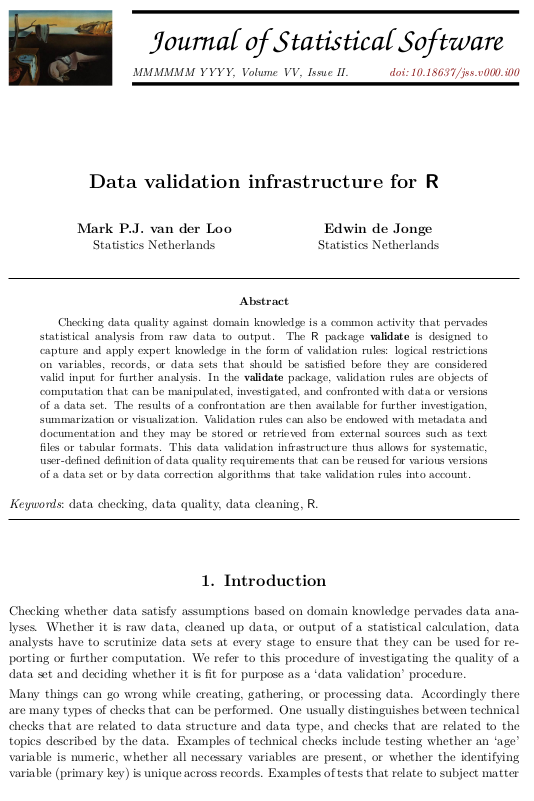 Journal of Statistical Software
MMMMMM YYYY, Volume VV, Issue II.
doi: 10.18637/jss.v000.i00
Data validation infrastructure for R
Mark P.J. van der Loo
Statistics Netherlands
Edwin de Jonge
Statistics Netherlands
Abstract
Checking data quality against domain knowledge is a common activity that pervades
statistical analysis from raw data to output. The R package validate is designed to
capture and apply expert knowledge in the form of validation rules: logical restrictions
on variables, records, or data sets that should be satisfied before they are considered
valid input for further analysis. In the validate package, validation rules are objects of
computation that can be manipulated, investigated, and confronted with data or versions
of a data set. The results of a confrontation are then available for further investigation,
summarization or visualization. Validation rules can also be endowed with metadata and
documentation and they may be stored or retrieved from external sources such as text
files or tabular formats. This data validation infrastructure thus allows for systematic,
user-defined definition of data quality requirements that can be reused for various versions
of a data set or by data correction algorithms that take validation rules into account.
Keywords: data checking, data quality, data cleaning, R.
1. Introduction
Checking whether data satisfy assumptions based on domain knowledge pervades data ana-
lyses. Whether it is raw data, cleaned up data, or output of a statistical calculation, data
analysts have to scrutinize data sets at every stage to ensure that they can be used for re-
porting or further computation. We refer to this procedure of investigating the quality of a
data set and deciding whether it is fit for purpose as a ‘data validation’ procedure.
Many things can go wrong while creating, gathering, or processing data. Accordingly there
are many types of checks that can be performed. One usually distinguishes between technical
checks that are related to data structure and data type, and checks that are related to the
topics described by the data. Examples of technical checks include testing whether an ‘age’
variable is numeric, whether all necessary variables are present, or whether the identifying
variable (primary key) is unique across records. Examples of tests that relate to subject matter